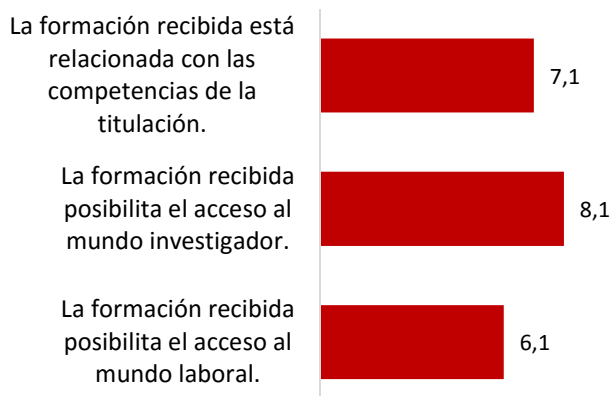 La formación recibida está
relacionada con las
competencias de la
titulación.
7,1
La formación recibida
posibilita el acceso al
mundo investigador.
8,1
La formación recibida
posibilita el acceso al
mundo laboral.
6,1